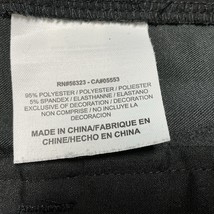 RN#56323 - CA#05553
95% POLYESTER / POLYESTER / POLIESTER
5% SPANDEX / ELASTHANNE / ELASTANO
EXCLUSIVE OF DECORATION / DECORATION
NON COMPRISE / NO INCLUYE LA
DECORACION
MADE IN CHINA/FABRIQUE EN
CHINE/HECHO EN CHINA